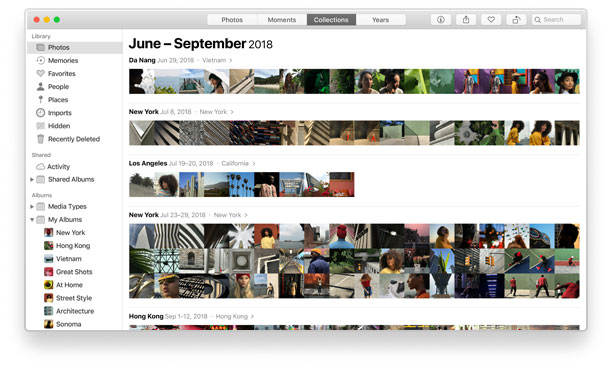 Photos Moments Collections Years Search
Library
Photos
Memories
Favorites
People
Places
Imports
Hidden
Recently Deleted
Shared
Activity
Shared Albums
Albums
Media Types
My Albums
New York
Hong Kong
Vietnam
Great Shots
At Home
Street Style
Architecture
Sonoma
June – September 2018
Da Nang Jun 29, 2018 · Vietnam >
New York Jul 8, 2018 · New York >
Los Angeles Jul 19–20, 2018 · California >
New York Jul 23–29, 2018 · New York >
Hong Kong Sep 1-12, 2018 · Hong Kong >